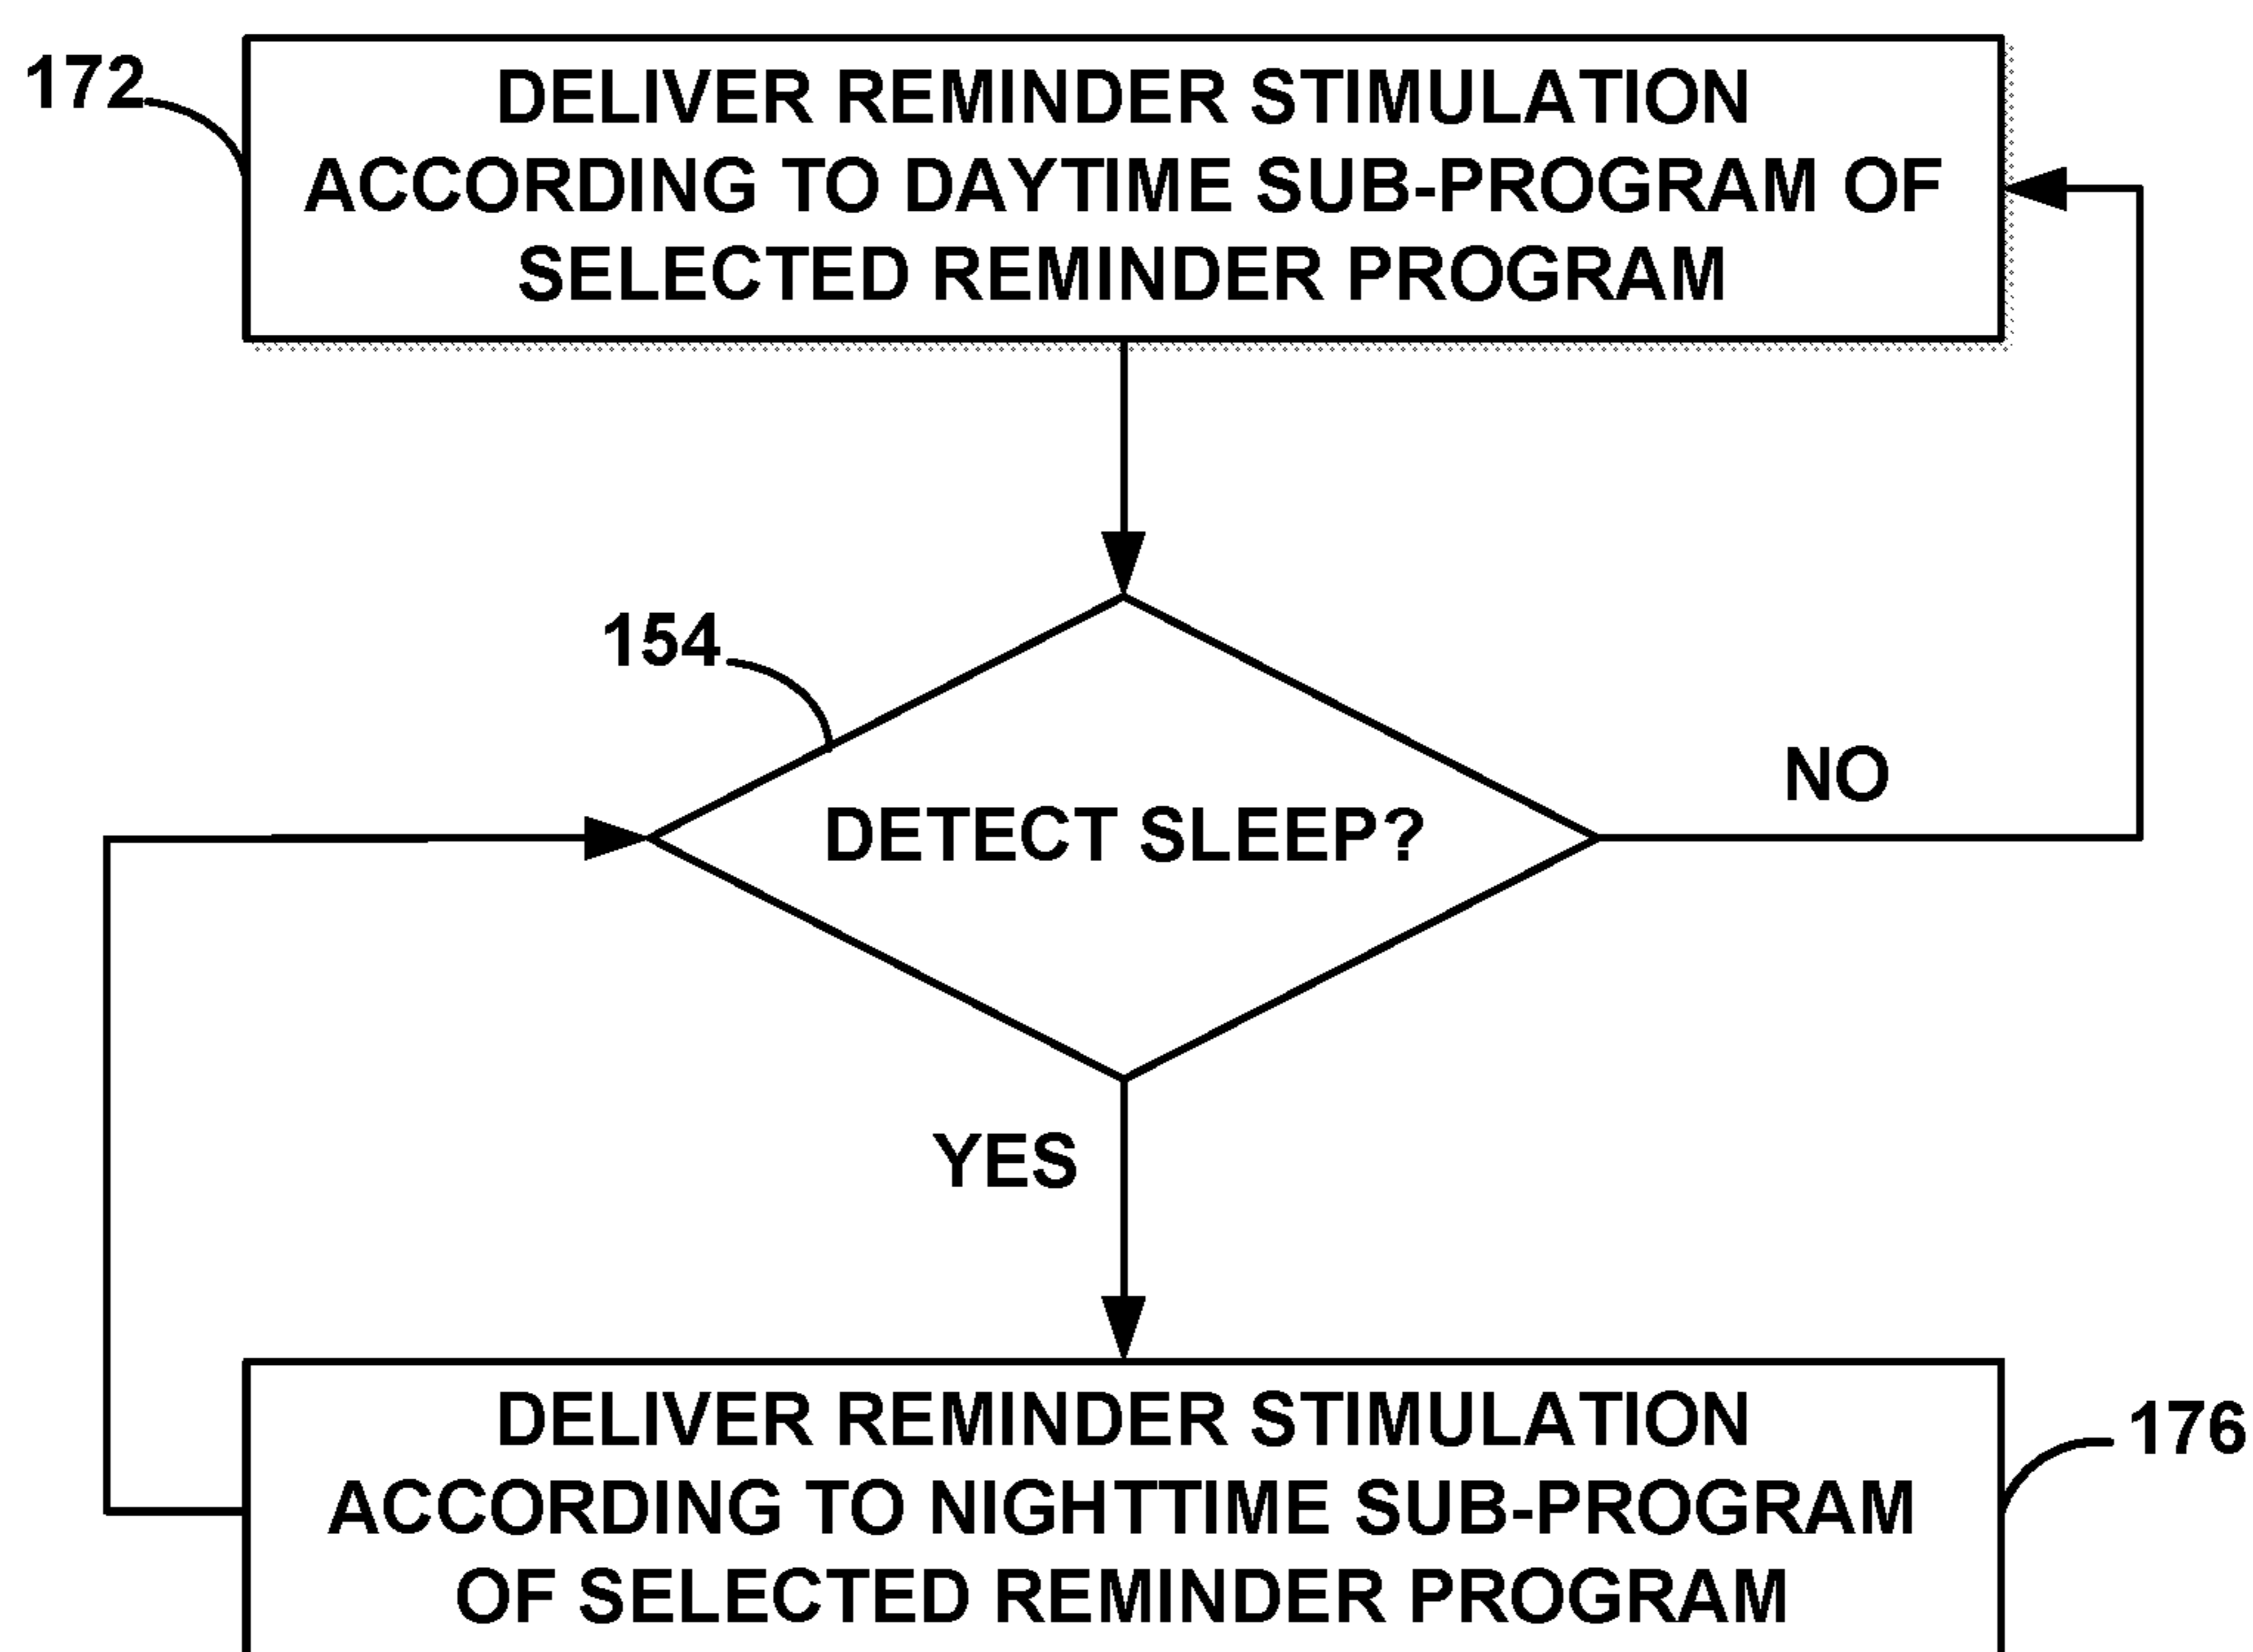 172
DELIVER REMINDER STIMULATION
ACCORDING TO DAYTIME SUB-PROGRAM OF
SELECTED REMINDER PROGRAM
154
DETECT SLEEP?
NO
YES
DELIVER REMINDER STIMULATION
ACCORDING TO NIGHTTIME SUB-PROGRAM
OF SELECTED REMINDER PROGRAM
176